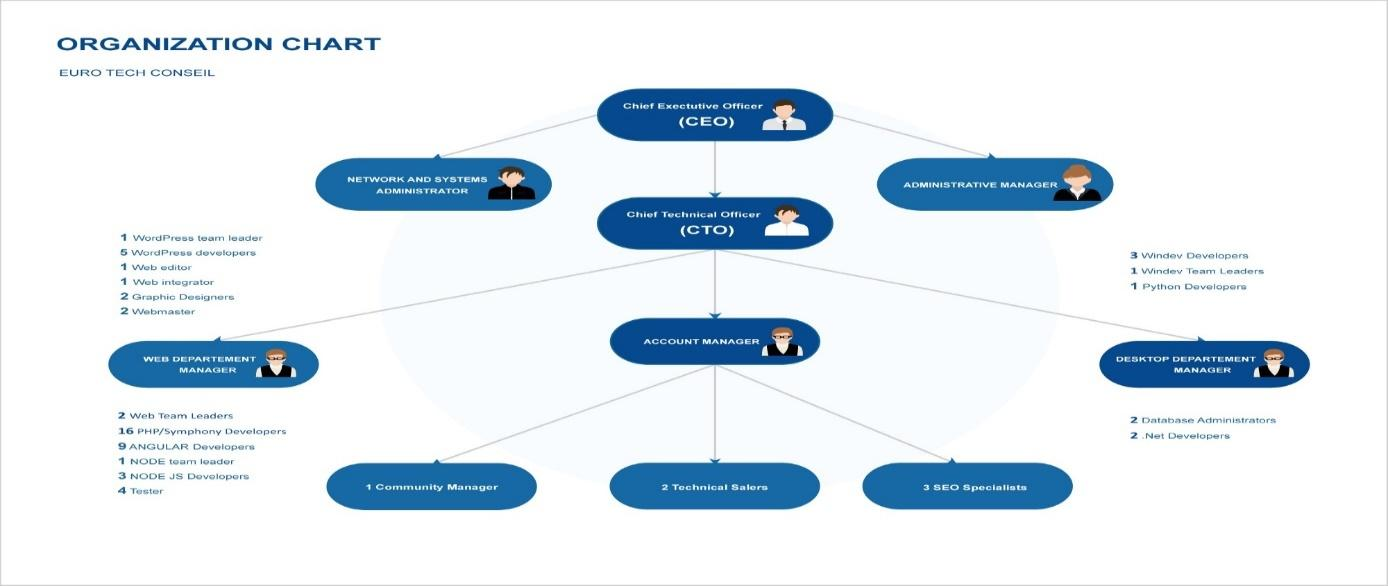 ORGANIZATION CHART
EURO TECH CONSEIL
Chief Exectutive Officer
(CEO)
NETWORK AND SYSTEMS
ADMINISTRATOR
ADMINISTRATIVE MANAGER
Chief Technical Officer
(CTO)
1 WordPress team leader
5 WordPress developers
1 Web editor
1 Web integrator
2 Graphic Designers
2 Webmaster
3 Windev Developers
1 Windev Team Leaders
1 Python Developers
WEB DEPARTEMENT
MANAGER
ACCOUNT MANAGER
DESKTOP DEPARTEMENT
MANAGER
2 Web Team Leaders
16 PHP/Symphony Developers
9 ANGULAR Developers
1 NODE team leader
3 NODE JS Developers
4 Tester
2 Database Administrators
2 .Net Developers
1 Community Manager
2 Technical Salers
3 SEO Specialists